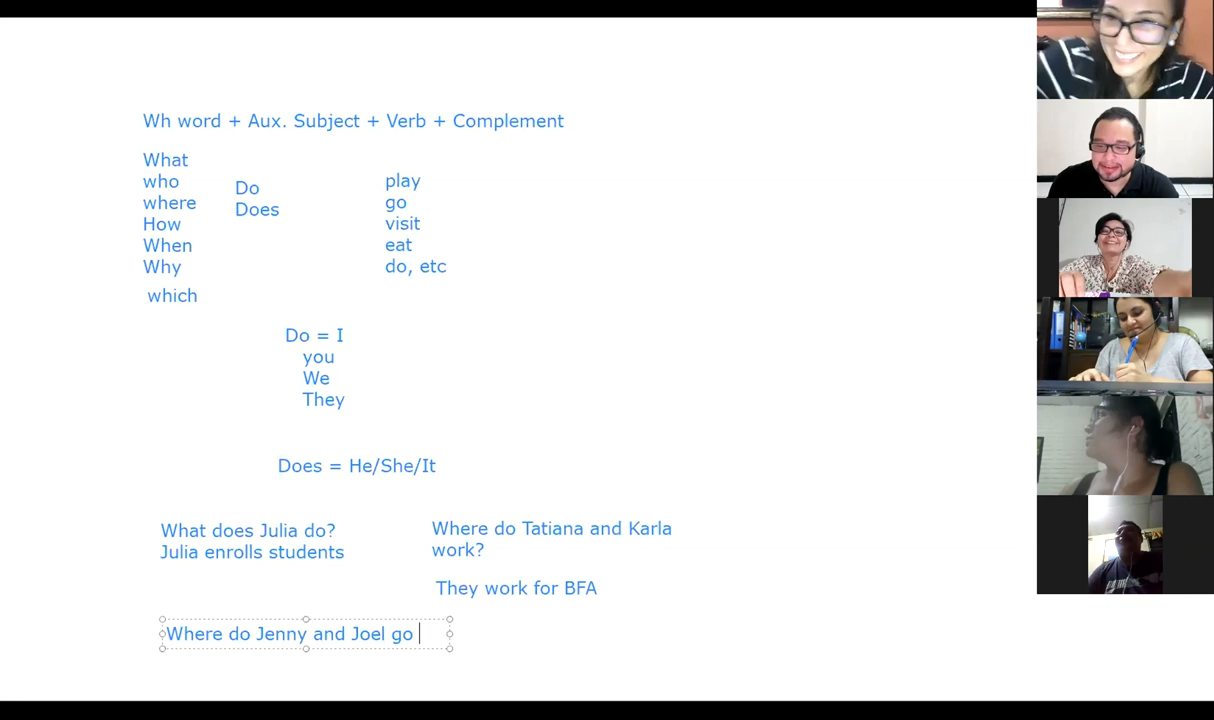 Wh word + Aux. Subject + Verb + Complement
What
who
where
How
When
Why
which
Do
Does
play
go
visit
eat
do, etc
Do = I
you
We
They
Does = He/She/It
What does Julia do?
Julia enrolls students
Where do Tatiana and Karla
work?
They work for BFA
Where do Jenny and Joel go